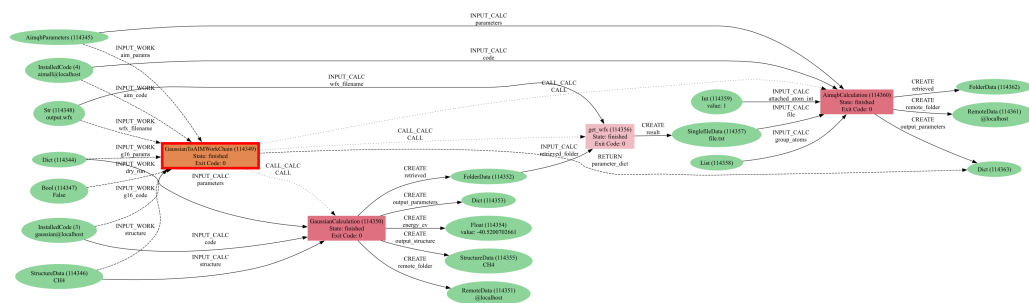 AimqbParameters (114345)
INPUT_CALC
parameters
INPUT_WORK
aim_params
InstalledCode (4)
aimall@localhost
INPUT_CALC
code
INPUT_WORK
aim_code
INPUT_CALC
wfx_filename
Str (114348)
output.wfx
INPUT_WORK
wfx_filename
CALL_CALC
CALL
Int (114359)
value: 1
INPUT_CALC
attached_atom_int
INPUT_CALC
file
AimqbCalculation (114360)
State: finished
Exit Code: 0
CREATE
retrieved
FolderData (114362)
CREATE
remote_folder
RemoteData (114361)
@localhost
CREATE
output_parameters
Dict (114344)
INPUT_WORK
g16_params
GaussianToAIMWorkChain (114349)
State: finished
Exit Code: 0
CALL_CALC
CALL
get_wfx (114356)
State: finished
Exit Code: 0
CREATE
result
SinglefileData (114357)
file.txt
INPUT_CALC
group_atoms
List (114358)
Bool (114347)
False
INPUT_WORK
dry_run
INPUT_WORK
g16_code
INPUT_CALC
parameters
CALL_CALC
CALL
INPUT_CALC
retrieved_folder
RETURN
parameter_dict
Dict (114363)
CREATE
retrieved
FolderData (114352)
InstalledCode (3)
gaussian@localhost
INPUT_WORK
structure
INPUT_CALC
code
GaussianCalculation (114350)
State: finished
Exit Code: 0
CREATE
output_parameters
Dict (114353)
CREATE
energy_ev
Float (114354)
value: -40.5200702661
StructureData (114346)
CH4
INPUT_CALC
structure
CREATE
output_structure
StructureData (114355)
CH4
CREATE
remote_folder
RemoteData (114351)
@localhost